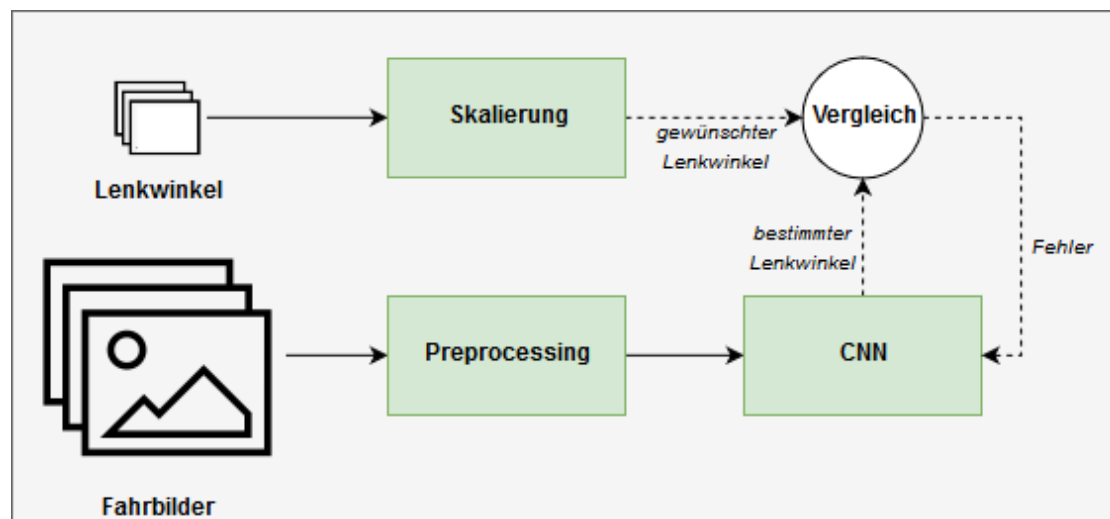 Skalierung
Vergleich
gewünschter
Lenkwinkel
Lenkwinkel
bestimmter
Lenkwinkel
Fehler
Preprocessing
CNN
Fahrbilder